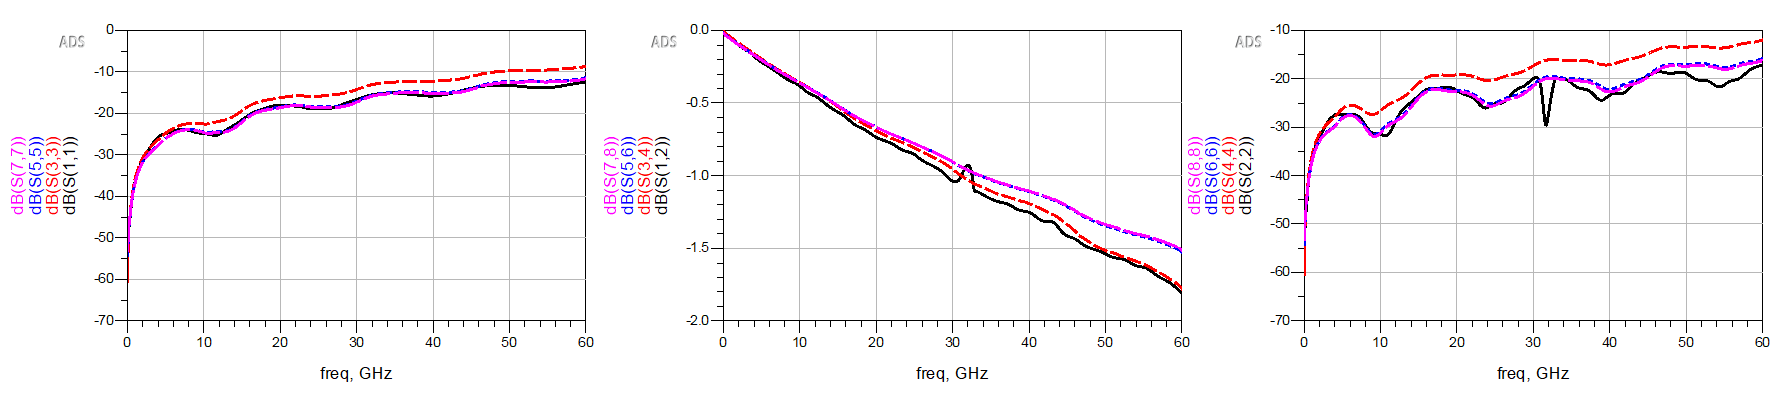 ADS
dB(S(7,7))
dB(S(5,5))
dB(S(3,3))
dB(S(1,1))
0
-10
-20
-30
-40
-50
-60
-70
0 10 20 30 40 50 60
freq, GHz
ADS
dB(S(7,8))
dB(S(5,6))
dB(S(3,4))
dB(S(1,2))
0.0
-0.5
-1.0
-1.5
-2.0
0 10 20 30 40 50 60
freq, GHz
ADS
dB(S(8,8))
dB(S(6,6))
dB(S(4,4))
dB(S(2,2))
-10
-20
-30
-40
-50
-60
-70
0 10 20 30 40 50 60
freq, GHz